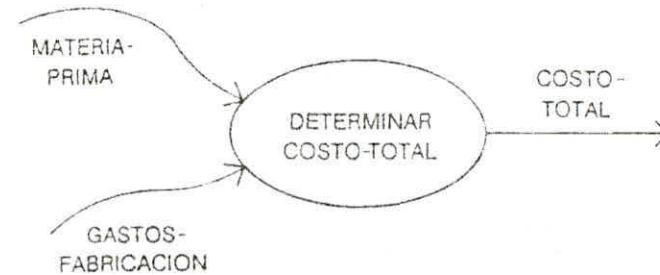 MATERIA-
PRIMA
DETERMINAR
COSTO-TOTAL
COSTO-
TOTAL
GASTOS-
FABRICACION